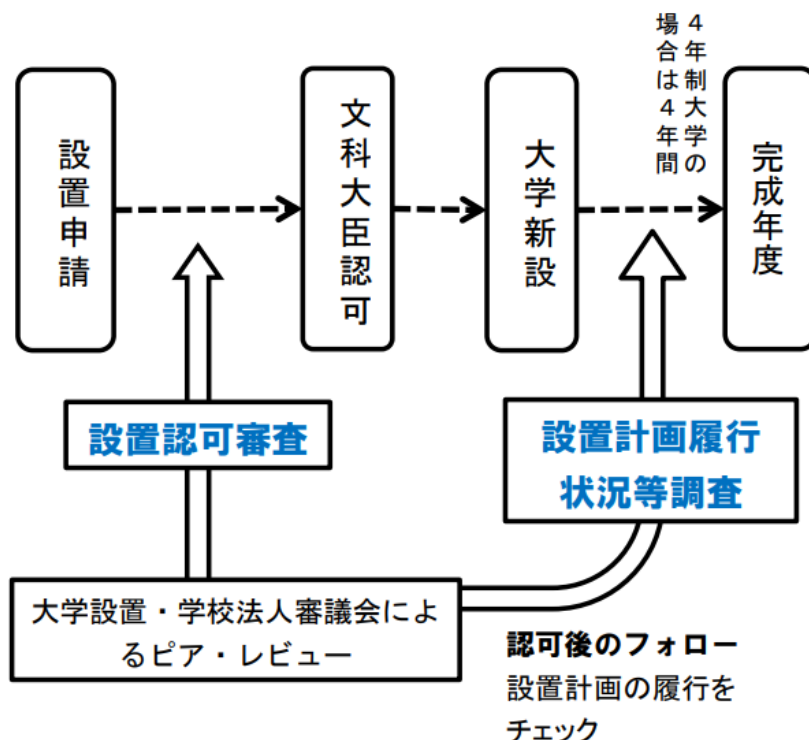 設置申請
文科大臣認可
大学新設
４年制大学の
場合は４年間
完成年度
設置認可審査
設置計画履行
状況等調査
大学設置・学校法人審議会によ
るピア・レビュー
認可後のフォロー
設置計画の履行を
チェック